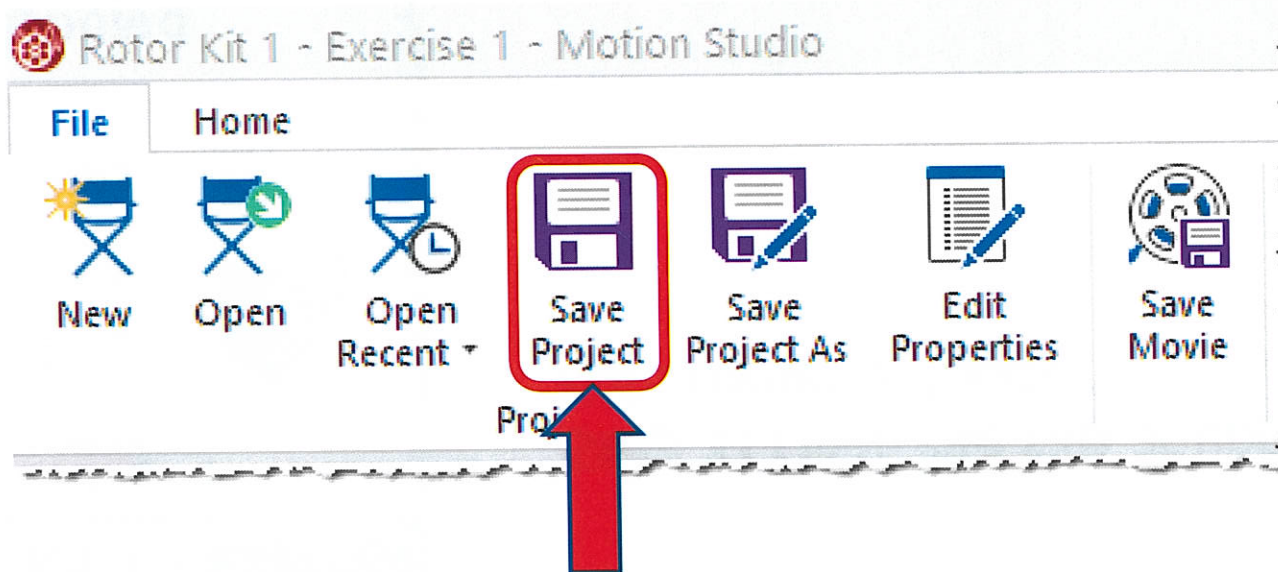 Rotor Kit 1 - Exercise 1 - Motion Studio
File Home
New Open Open Recent Save Project Save Project As Edit Properties Save Movie